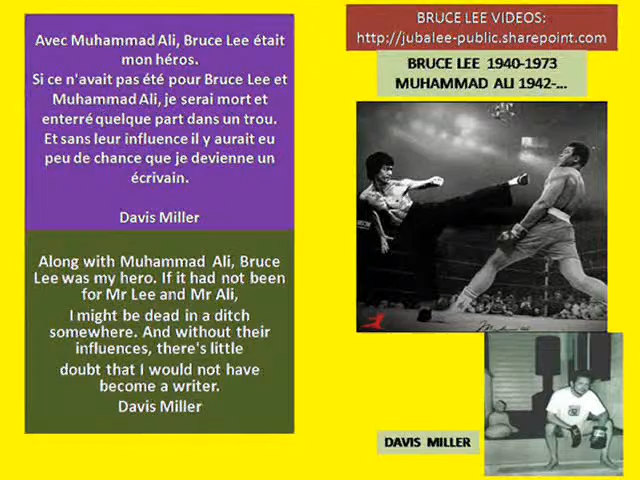 Avec Muhammad Ali, Bruce Lee était
mon héros.
Si ce n'avait pas été pour Bruce Lee et
Muhammad Ali, je serai mort et
enterré quelque part dans un trou.
Et sans leur influence il y aurait eu
peu de chance que je devienne un
écrivain.
Davis Miller
Along with Muhammad Ali, Bruce
Lee was my hero. If it had not been
for Mr Lee and Mr Ali,
I might be dead in a ditch
somewhere. And without their
influences, there's little
doubt that I would not have
become a writer.
Davis Miller
BRUCE LEE VIDEOS:
http://jubalee-public.sharepoint.com
BRUCE LEE 1940-1973
MUHAMMAD ALI 1942-...
DAVIS MILLER